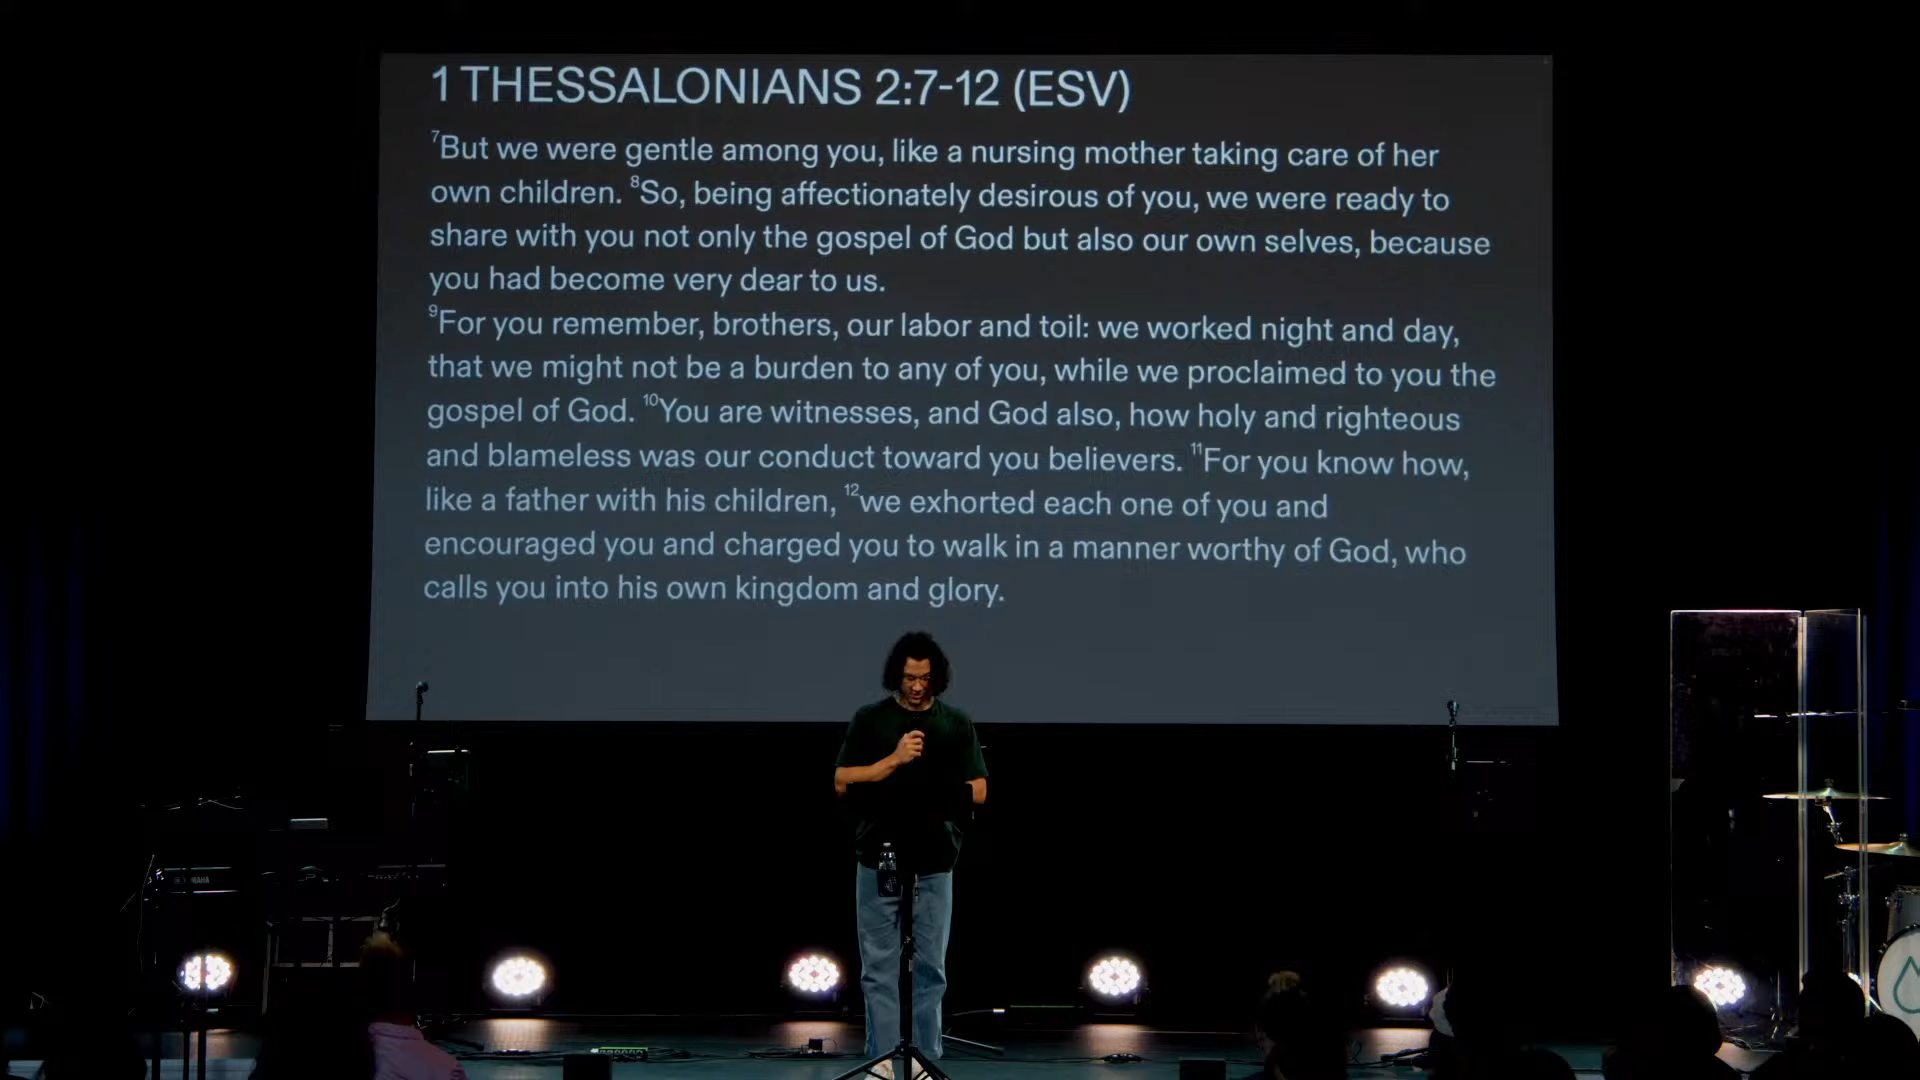 1 THESSALONIANS 2:7-12 (ESV)
⁷But we were gentle among you, like a nursing mother taking care of her
own children. ⁸So, being affectionately desirous of you, we were ready to
share with you not only the gospel of God but also our own selves, because
you had become very dear to us.
⁹For you remember, brothers, our labor and toil: we worked night and day,
that we might not be a burden to any of you, while we proclaimed to you the
gospel of God. ¹⁰You are witnesses, and God also, how holy and righteous
and blameless was our conduct toward you believers. ¹¹For you know how,
like a father with his children, ¹²we exhorted each one of you and
encouraged you and charged you to walk in a manner worthy of God, who
calls you into his own kingdom and glory.